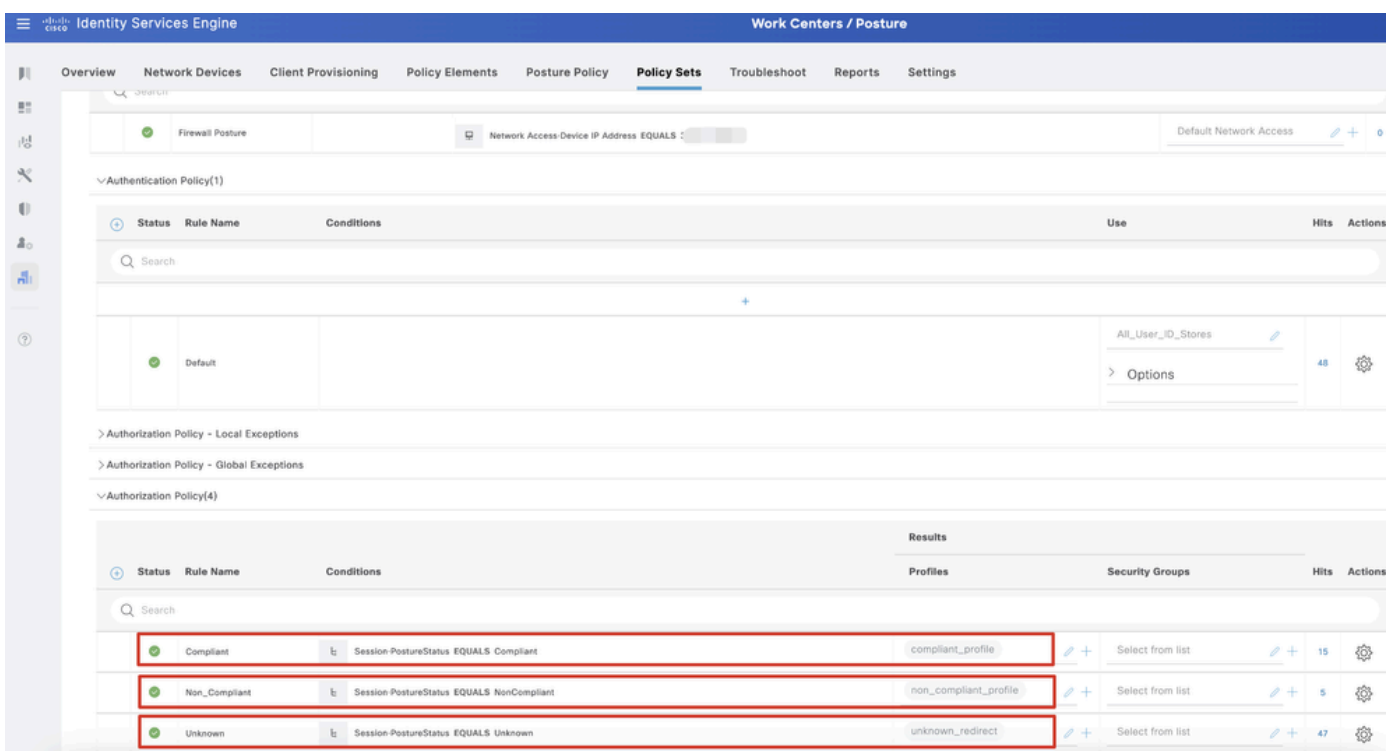 cisco Identity Services Engine Work Centers / Posture
Overview Network Devices Client Provisioning Policy Elements Posture Policy Policy Sets Troubleshoot Reports Settings
Search
Firewall Posture Network Access·Device IP Address EQUALS Default Network Access 0
Authentication Policy(1)
Status Rule Name Conditions Use Hits Actions
Search
+
Default All_User_ID_Stores 48
> Options
Authorization Policy - Local Exceptions
Authorization Policy - Global Exceptions
Authorization Policy(4)
Results
Status Rule Name Conditions Profiles Security Groups Hits Actions
Search
Compliant Session·PostureStatus EQUALS Compliant compliant_profile Select from list 15
Non_Compliant Session·PostureStatus EQUALS NonCompliant non_compliant_profile Select from list 5
Unknown Session·PostureStatus EQUALS Unknown unknown_redirect Select from list 47